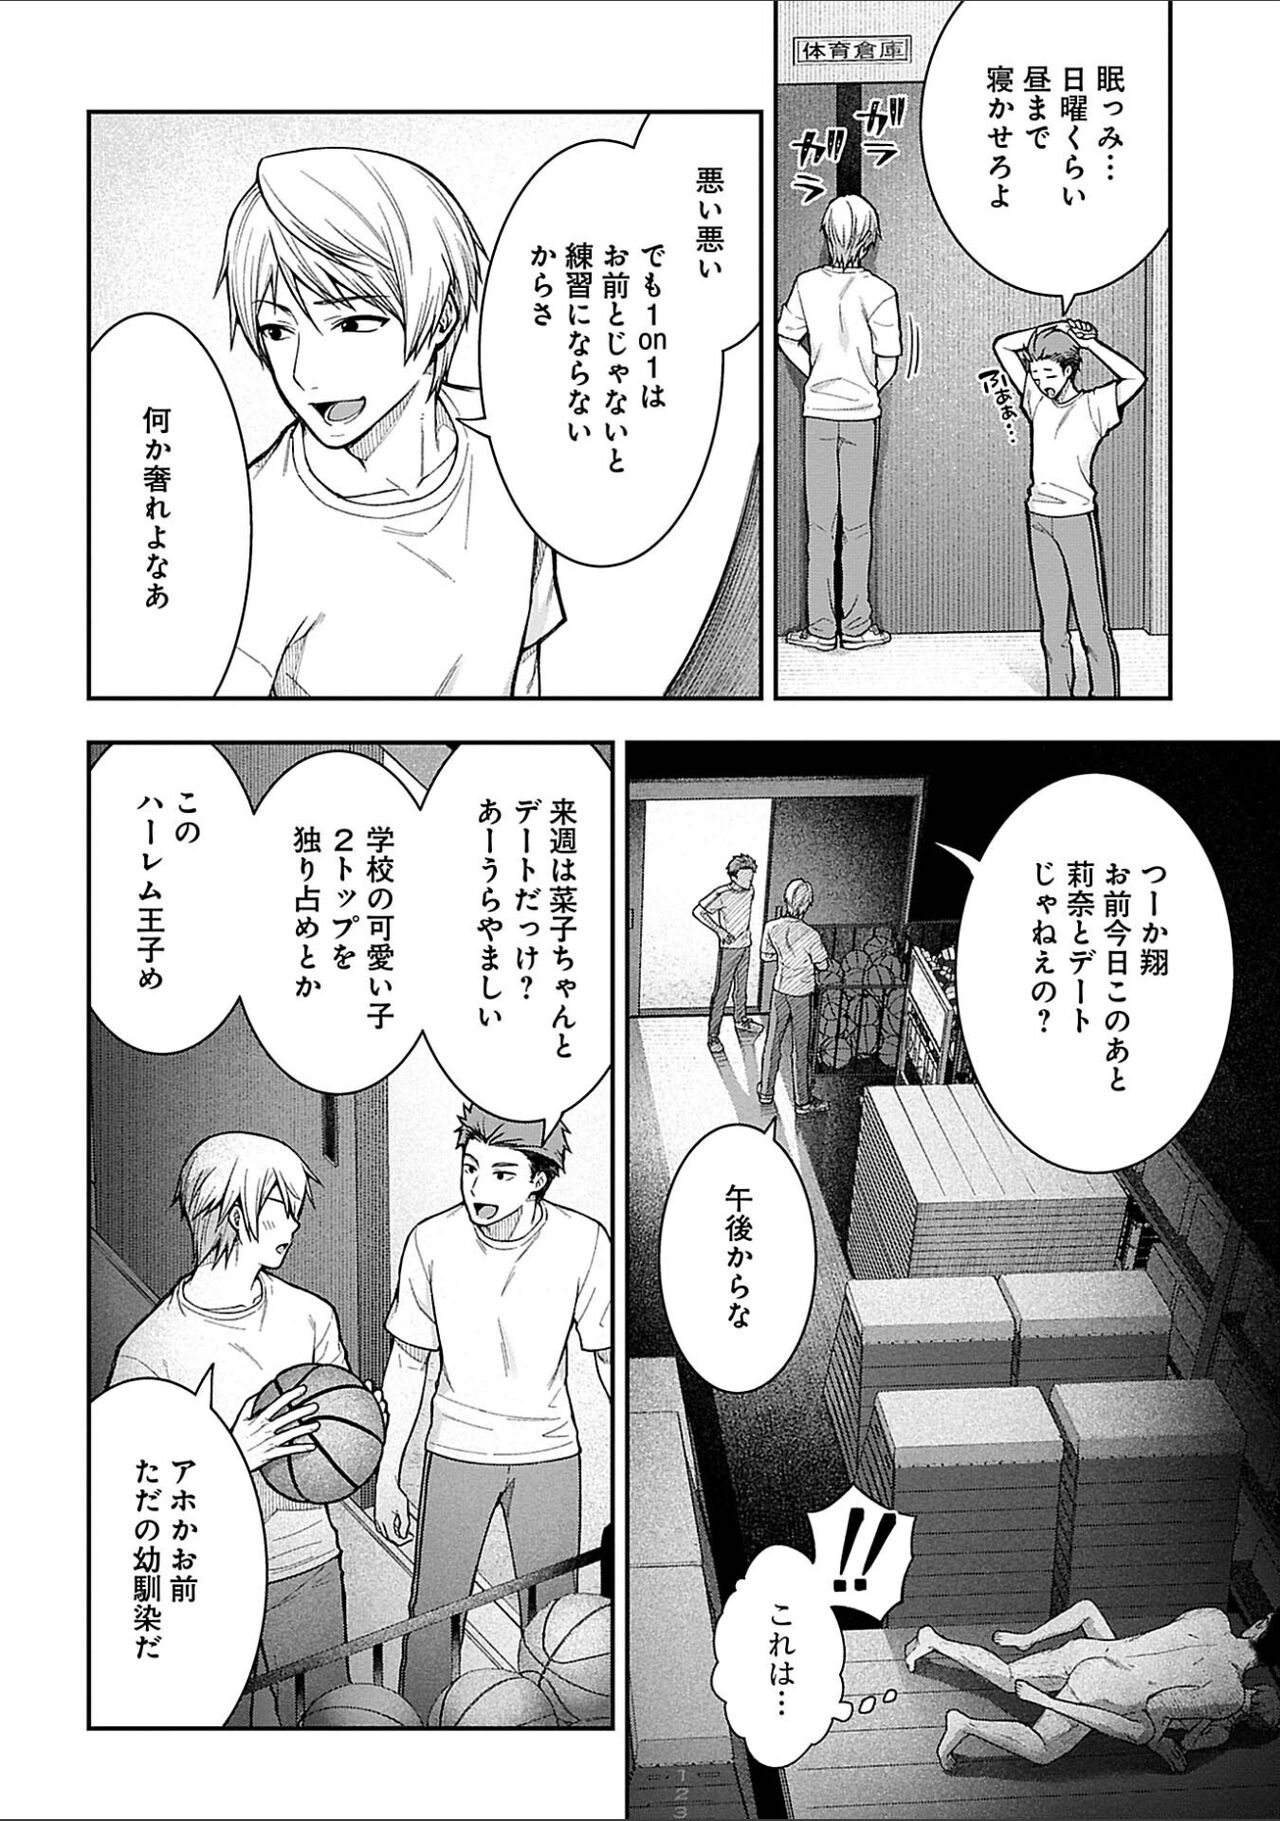 体育倉庫
眠っみ…
日曜くらい
昼まで
寝かせろよ
ガラ
ガラ
ふぁぁ…
悪い悪い
でも1on1は
お前とじゃないと
練習にならない
からさ
何か奢れよなあ
つーか翔
お前今日このあと
莉奈とデート
じゃねえの?
午後からな
!!
これは…
1
2
3
来週は菜子ちゃんと
デートだっけ?
あーうらやましい
学校の可愛い子
2トップを
独り占めとか
この
ハーレム王子め
アホかお前
ただの幼馴染だ